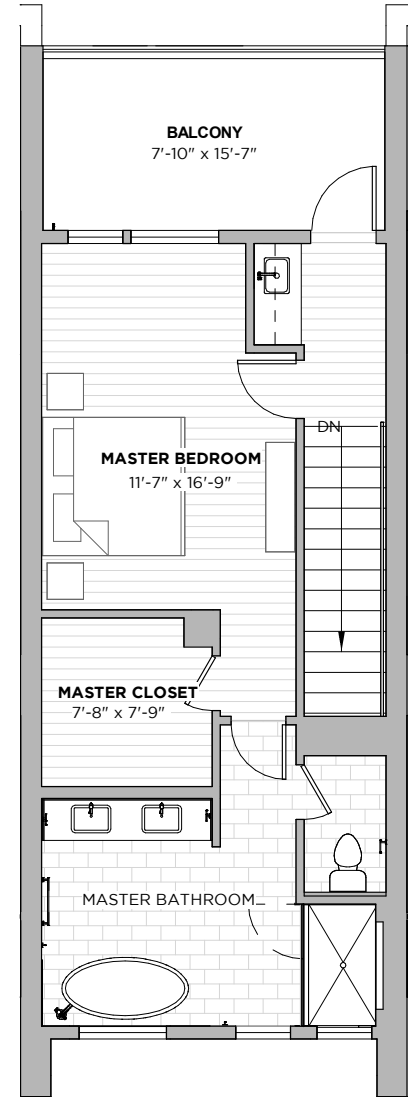 BALCONY
7'-10" x 15'-7"
DN
MASTER BEDROOM
11'-7" x 16'-9"
MASTER CLOSET
7'-8" x 7'-9"
MASTER BATHROOM